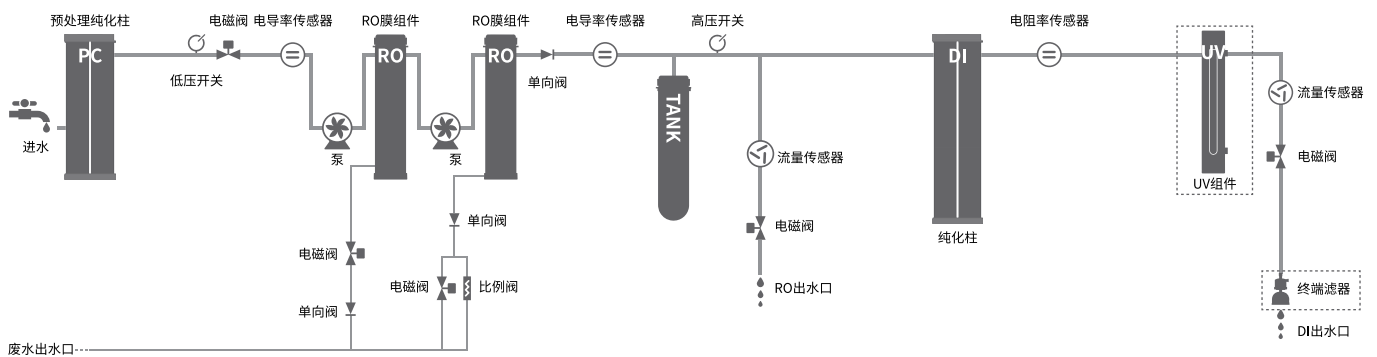 预处理纯化柱
电磁阀
电导率传感器
RO膜组件
RO膜组件
电导率传感器
高压开关
电阻率传感器
PC
RO
RO
DI
UV
低压开关
单向阀
流量传感器
TANK
进水
泵
泵
流量传感器
电磁阀
UV组件
单向阀
电磁阀
纯化柱
电磁阀
电磁阀
比例阀
RO出水口
终端滤器
单向阀
DI出水口
废水出水口